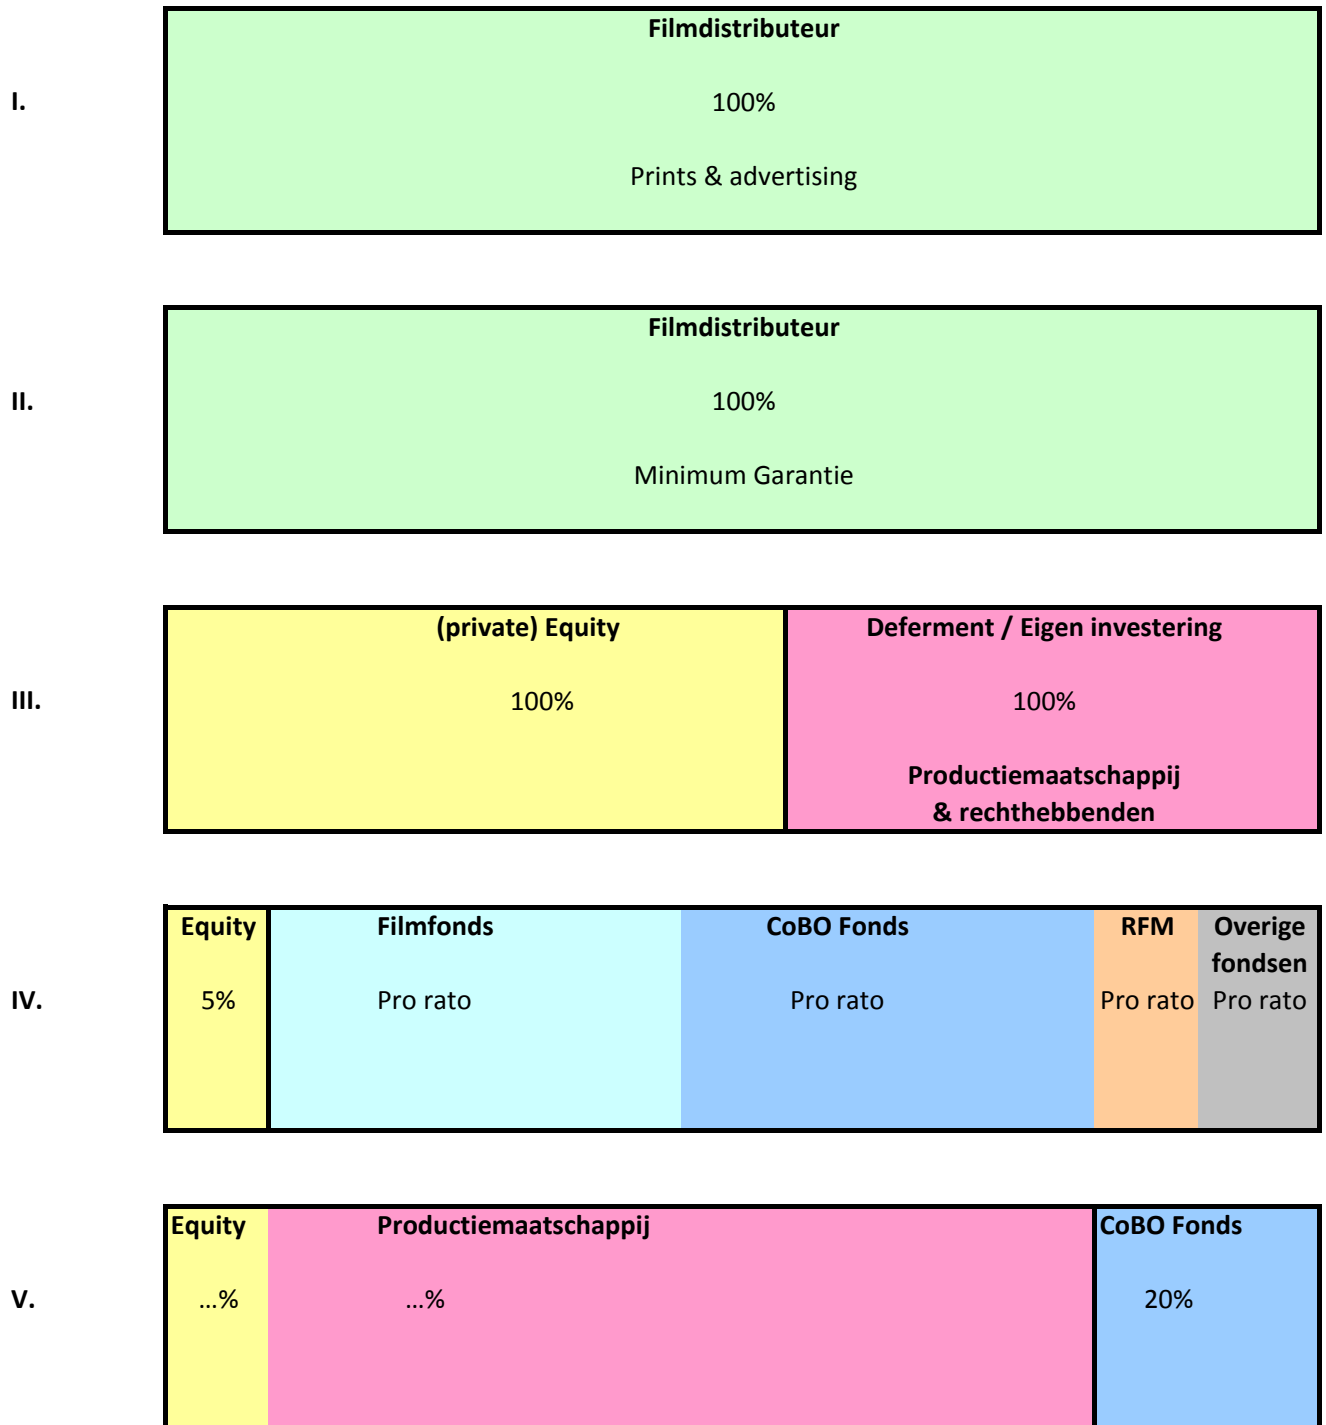 Filmdistributeur
I.
100%
Prints & advertising
Filmdistributeur
II.
100%
Minimum Garantie
(private) Equity
Deferment / Eigen investering
III.
100%
100%
Productiemaatschappij
& rechthebbenden
Equity
Filmfonds
CoBO Fonds
RFM
Overige
fondsen
IV.
5%
Pro rato
Pro rato
Pro rato
Pro rato
Equity
Productiemaatschappij
CoBO Fonds
V.
...%
...%
20%